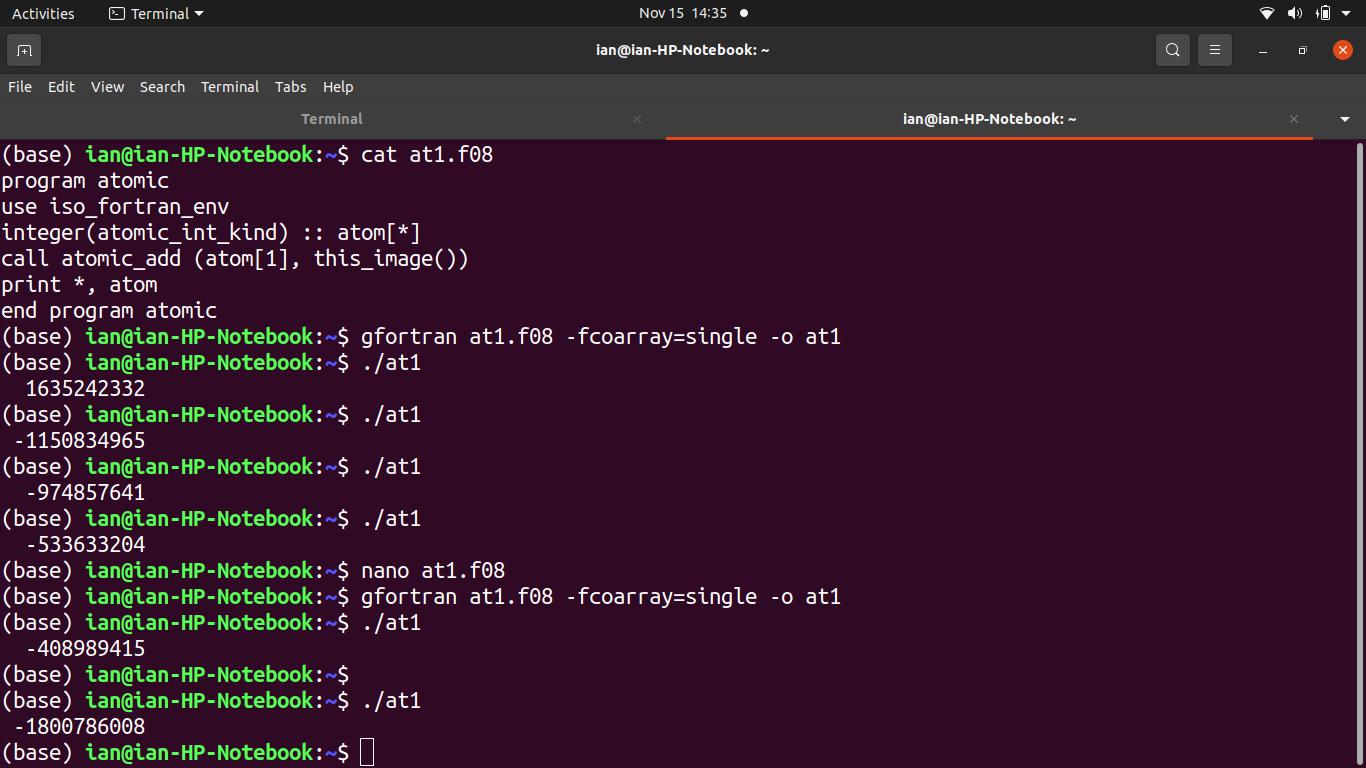 Activities Terminal Nov 15 14:35
ian@ian-HP-Notebook: ~
File Edit View Search Terminal Tabs Help
Terminal ian@ian-HP-Notebook: ~
(base) ian@ian-HP-Notebook:~$ cat at1.f08
program atomic
use iso_fortran_env
integer(atomic_int_kind) :: atom[*]
call atomic_add (atom[1], this_image())
print *, atom
end program atomic
(base) ian@ian-HP-Notebook:~$ gfortran at1.f08 -fcoarray=single -o at1
(base) ian@ian-HP-Notebook:~$ ./at1
  1635242332
(base) ian@ian-HP-Notebook:~$ ./at1
 -1150834965
(base) ian@ian-HP-Notebook:~$ ./at1
  -974857641
(base) ian@ian-HP-Notebook:~$ ./at1
  -533633204
(base) ian@ian-HP-Notebook:~$ nano at1.f08
(base) ian@ian-HP-Notebook:~$ gfortran at1.f08 -fcoarray=single -o at1
(base) ian@ian-HP-Notebook:~$ ./at1
  -408989415
(base) ian@ian-HP-Notebook:~$
(base) ian@ian-HP-Notebook:~$ ./at1
 -1800786008
(base) ian@ian-HP-Notebook:~$